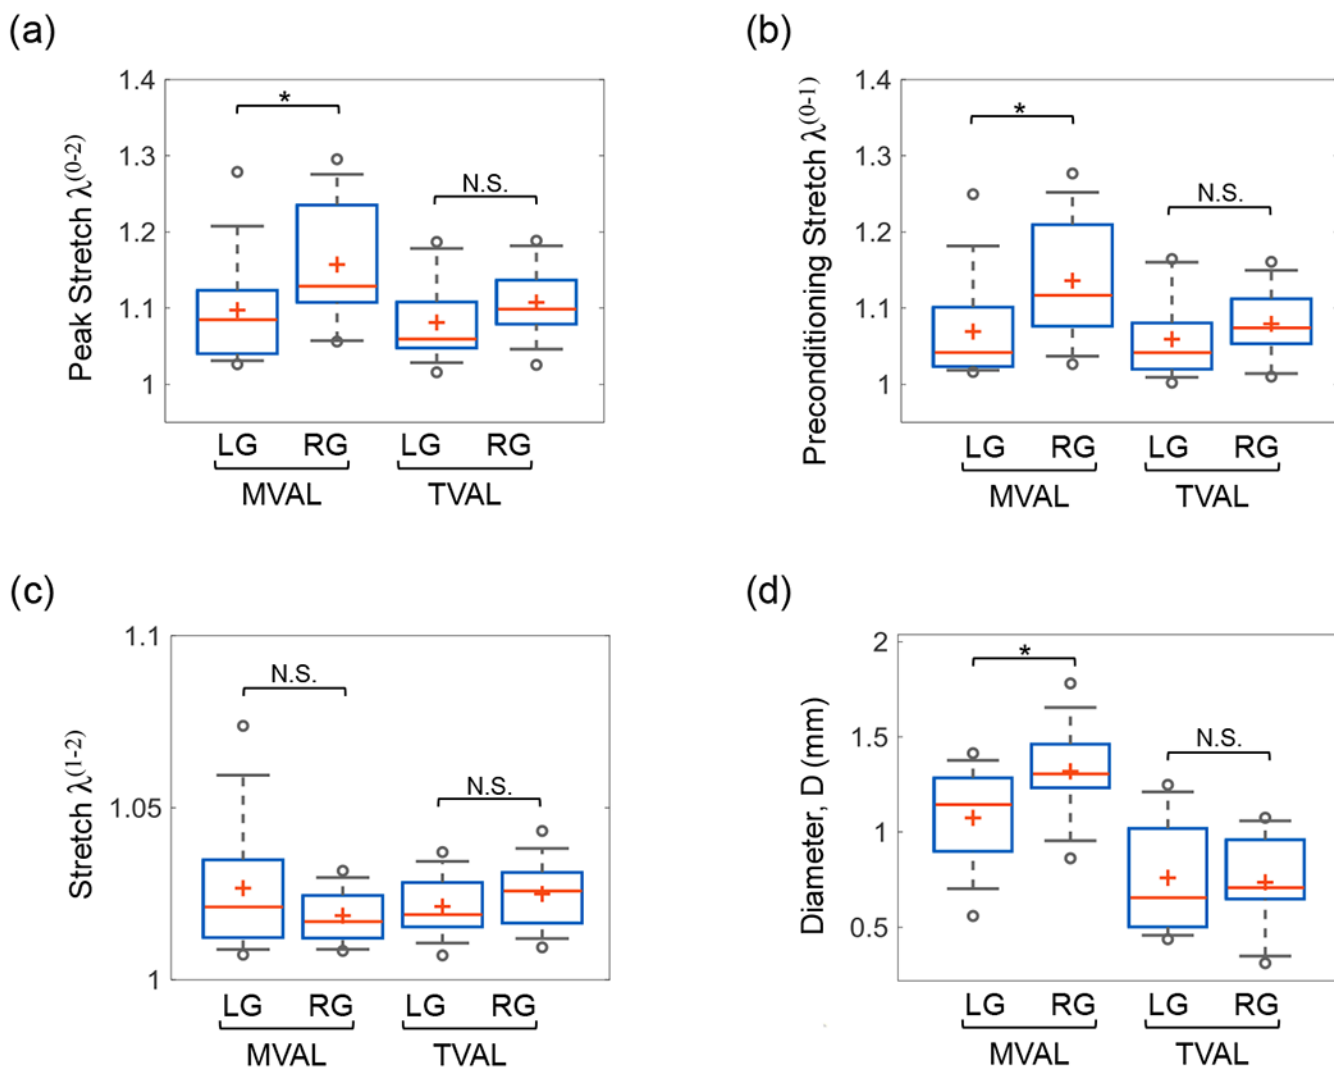 (a)
Peak Stretch λ(0-2)
1.4
1.3
1.2
1.1
1
*
N.S.
LG RG LG RG
MVAL TVAL
(b)
Preconditioning Stretch λ(0-1)
1.4
1.3
1.2
1.1
1
*
N.S.
LG RG LG RG
MVAL TVAL
(c)
Stretch λ(1-2)
1.1
1.05
1
N.S.
N.S.
LG RG LG RG
MVAL TVAL
(d)
Diameter, D (mm)
2
1.5
1
0.5
*
N.S.
LG RG LG RG
MVAL TVAL